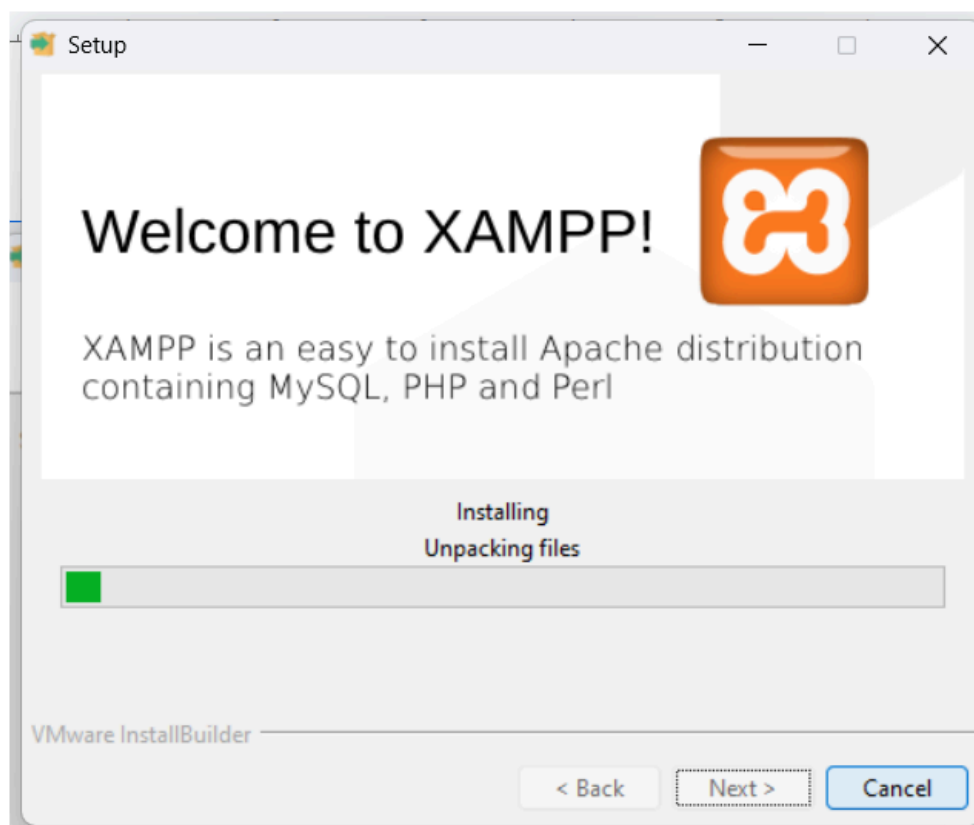 Setup
Welcome to XAMPP!
XAMPP is an easy to install Apache distribution
containing MySQL, PHP and Perl
Installing
Unpacking files
VMware InstallBuilder
< Back
Next >
Cancel